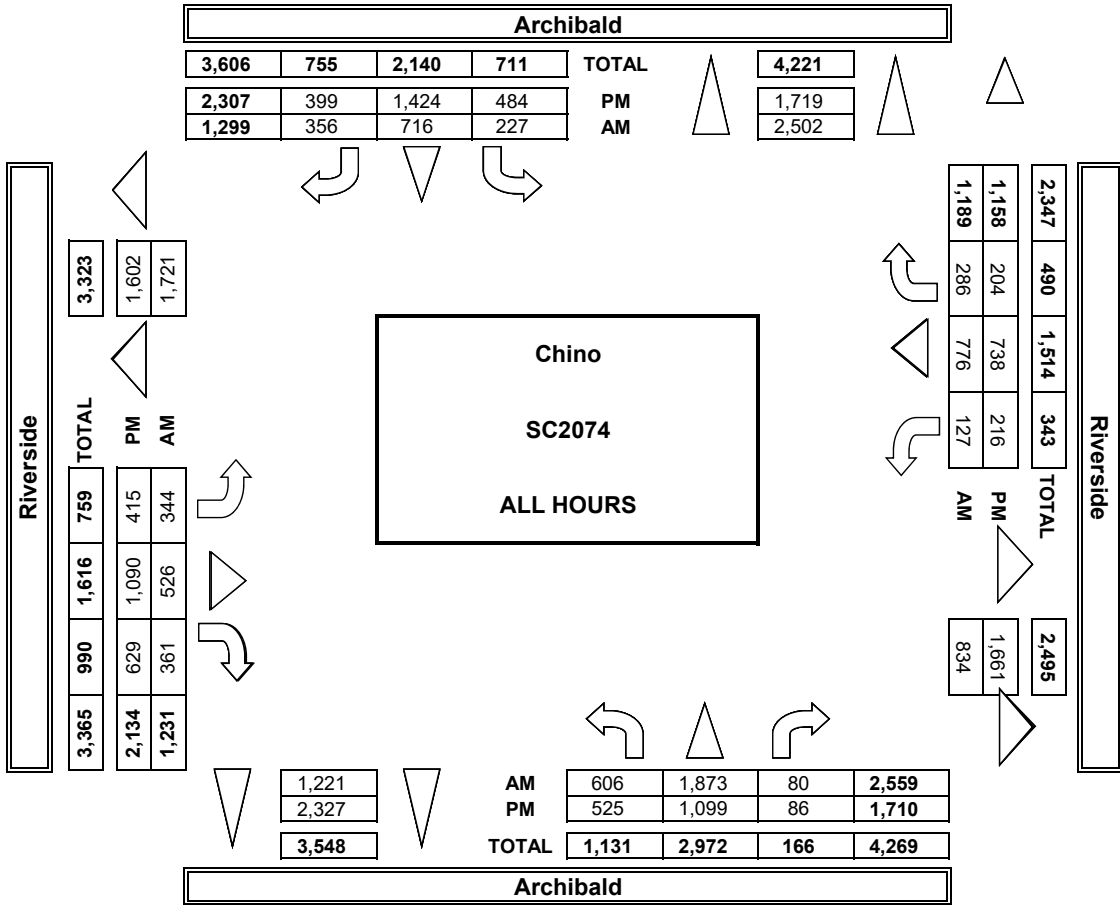 Archibald
3,606 755 2,140 711 TOTAL 4,221
2,307 399 1,424 484 PM 1,719
1,299 356 716 227 AM 2,502
Riverside
3,323
1,602
1,721
TOTAL PM AM
759 415 344
1,616 1,090 526
990 629 361
3,365 2,134 1,231
Chino
SC2074
ALL HOURS
1,189 1,158 2,347
286 204 490
776 738 1,514
127 216 343
AM PM TOTAL
834 1,661 2,495
Riverside
1,221 AM 606 1,873 80 2,559
2,327 PM 525 1,099 86 1,710
3,548 TOTAL 1,131 2,972 166 4,269
Archibald